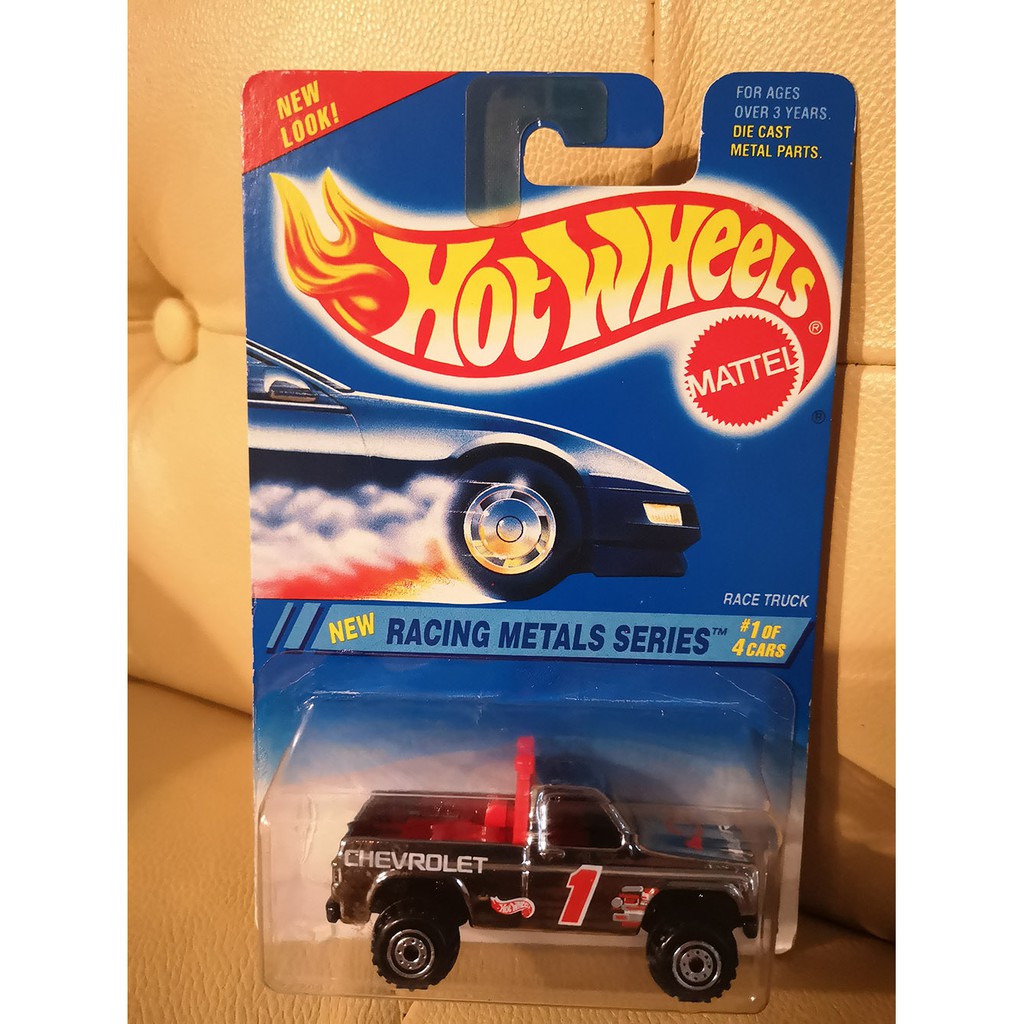 NEW
LOOK!
FOR AGES
OVER 3 YEARS.
DIE CAST
METAL PARTS.
HOT WHEELS®
MATTEL
®
RACE TRUCK
NEW RACING METALS SERIES™ #1 OF
4 CARS
CHEVROLET
Hot Wheels
1